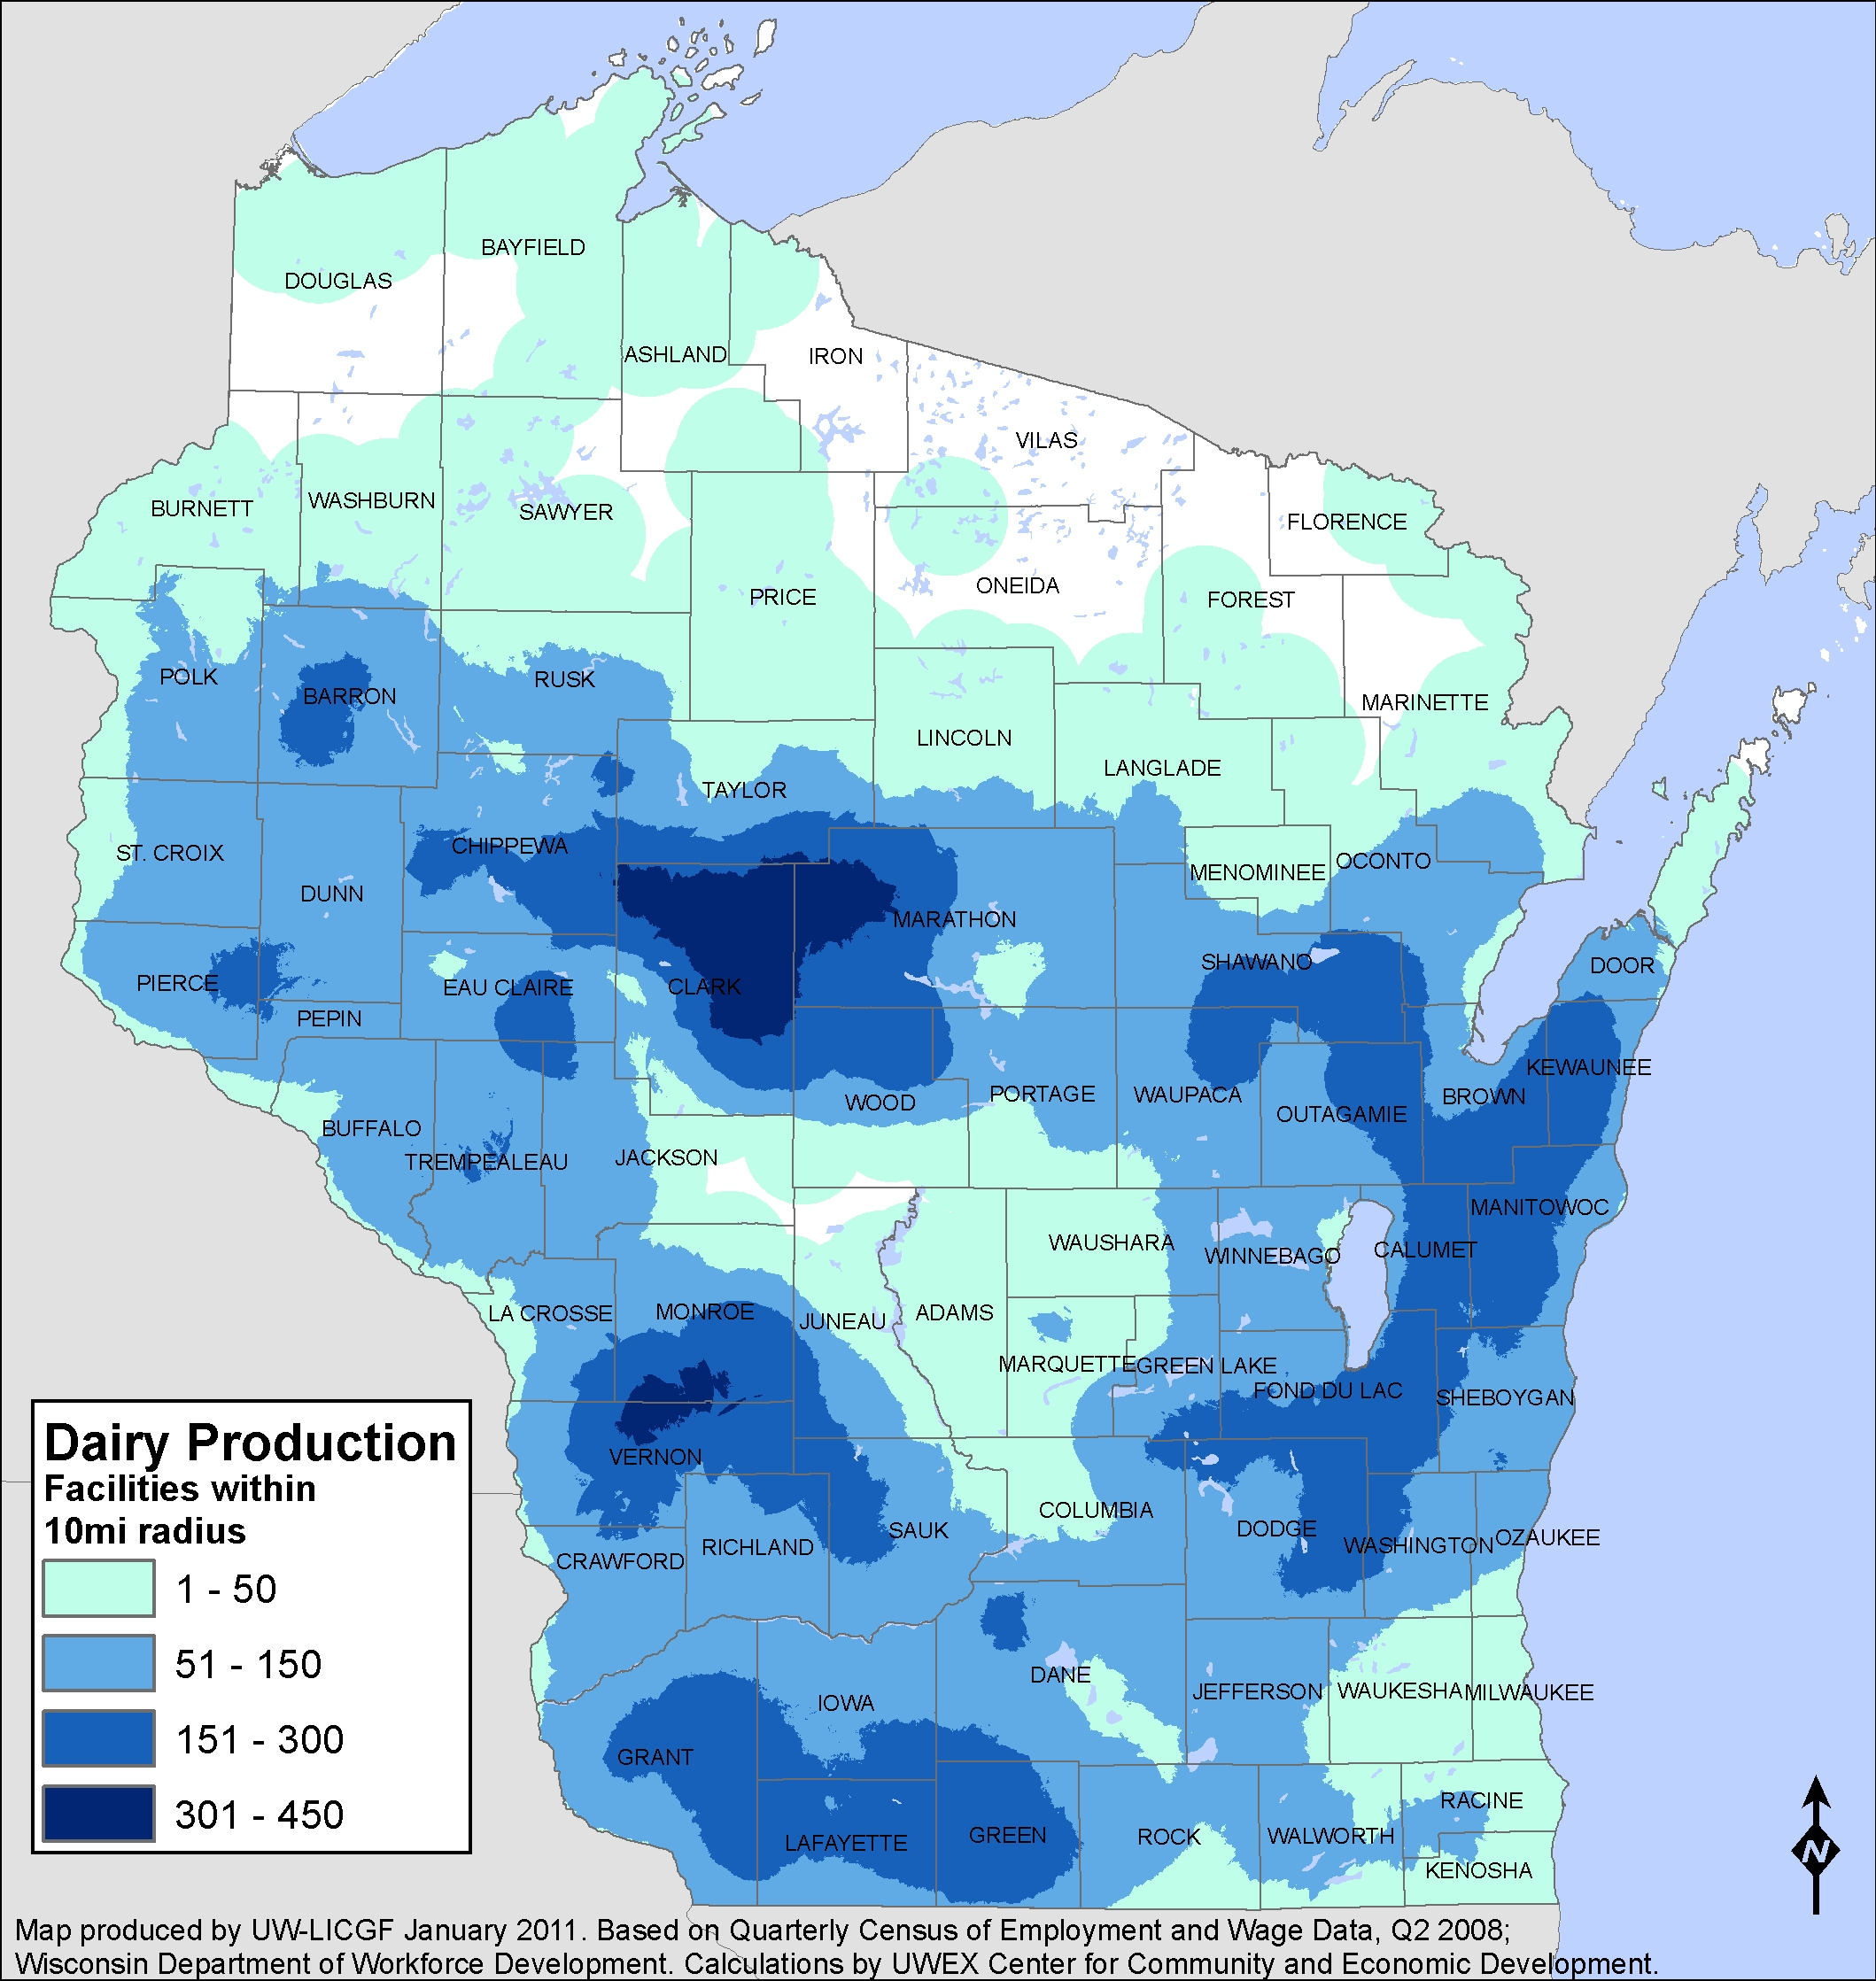 BAYFIELD
DOUGLAS
ASHLAND
IRON
VILAS
BURNETT
WASHBURN
SAWYER
FLORENCE
PRICE
ONEIDA
FOREST
POLK
BARRON
RUSK
MARINETTE
LINCOLN
LANGLADE
TAYLOR
ST. CROIX
CHIPPEWA
MENOMINEE
OCONTO
DUNN
MARATHON
PIERCE
EAU CLAIRE
CLARK
SHAWANO
DOOR
PEPIN
KEWAUNEE
WOOD
PORTAGE
WAUPACA
BROWN
OUTAGAMIE
BUFFALO
TREMPEALEAU
JACKSON
MANITOWOC
WAUSHARA
WINNEBAGO
CALUMET
LA CROSSE
MONROE
JUNEAU
ADAMS
MARQUETTE
GREEN LAKE
FOND DU LAC
SHEBOYGAN
VERNON
COLUMBIA
SAUK
DODGE
WASHINGTON
OZAUKEE
CRAWFORD
RICHLAND
DANE
IOWA
JEFFERSON
WAUKESHA
MILWAUKEE
GRANT
LAFAYETTE
GREEN
ROCK
WALWORTH
RACINE
KENOSHA
Dairy Production
Facilities within
10mi radius
1 - 50
51 - 150
151 - 300
301 - 450
N
Map produced by UW-LICGF January 2011. Based on Quarterly Census of Employment and Wage Data, Q2 2008;
Wisconsin Department of Workforce Development. Calculations by UWEX Center for Community and Economic Development.